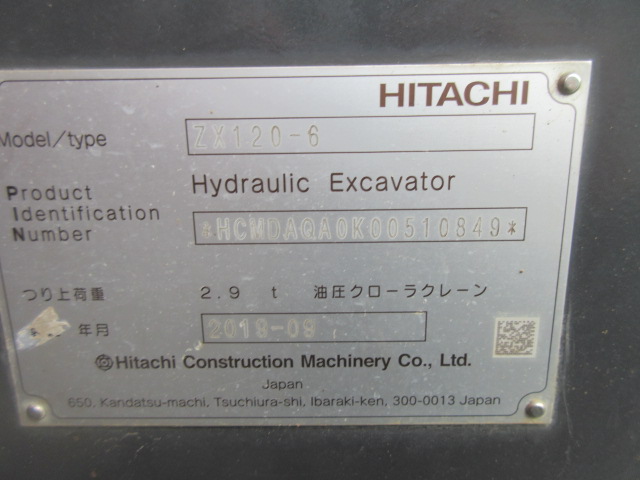 HITACHI
Model/type ZX120-6
Product Hydraulic Excavator
Identification
Number *HCMDAQA0K00510849*
つり上荷重 2.9 t 油圧クローラクレーン
年月
Hitachi Construction Machinery Co., Ltd.
Japan
650, Kandatsu-machi, Tsuchiura-shi, Ibaraki-ken, 300-0013 Japan